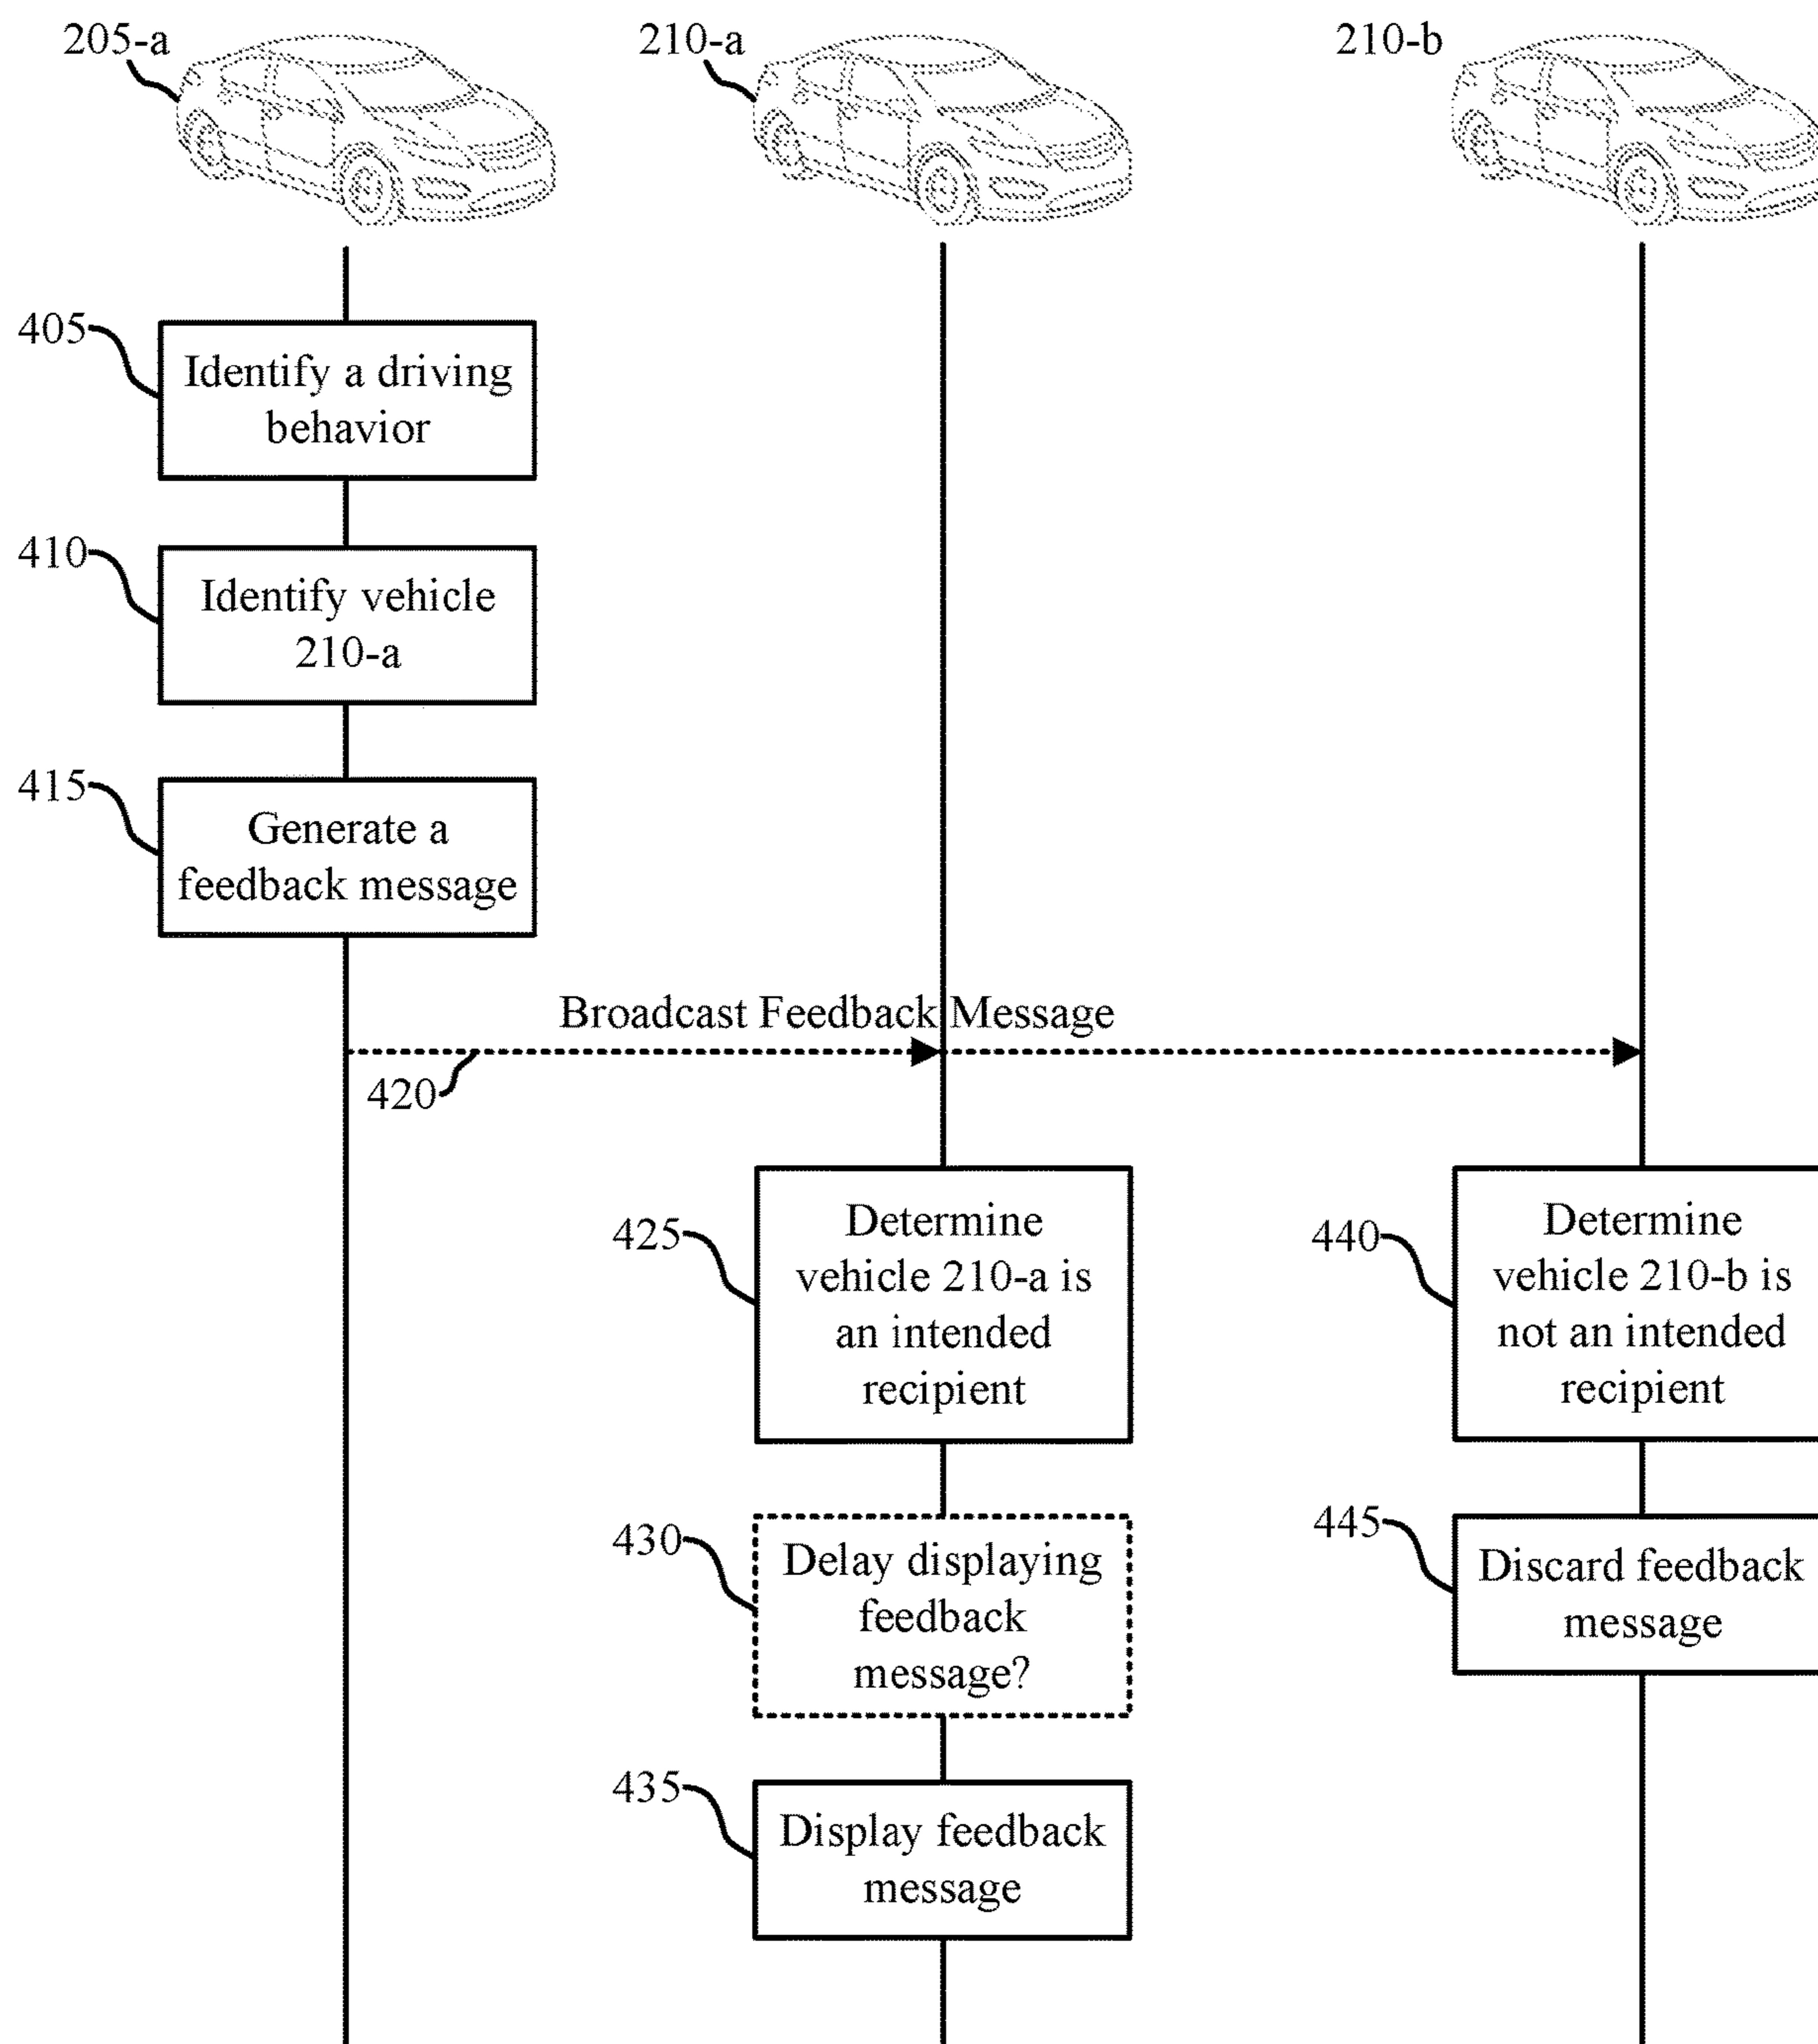 205-a
210-a
210-b
405
Identify a driving
behavior
410
Identify vehicle
210-a
415
Generate a
feedback message
Broadcast Feedback Message
420
425
Determine
vehicle 210-a is
an intended
recipient
440
Determine
vehicle 210-b is
not an intended
recipient
430
Delay displaying
feedback
message?
445
Discard feedback
message
435
Display feedback
message